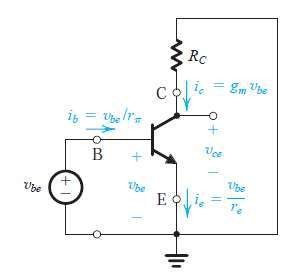 R_C
C
i_c = g_m v_be
i_b = v_be/r_π
B
+
+
v_ce
v_be
+
−
v_be
−
E
i_e = v_be/r_e
−